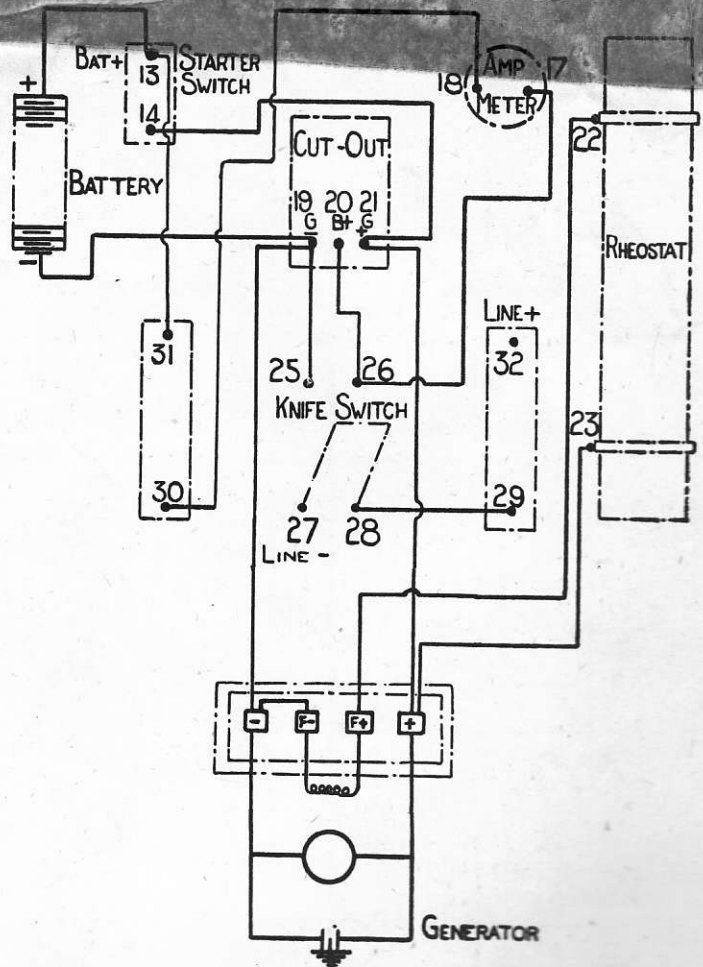 BAT+
STARTER
SWITCH
13
14
+
BATTERY
-
AMP
METER
18
17
22
CUT-OUT
19
20
21
G
B+
G
-
+
RHEOSTAT
31
30
25
26
KNIFE SWITCH
27
28
LINE -
LINE+
32
29
23
-
F-
F+
+
GENERATOR